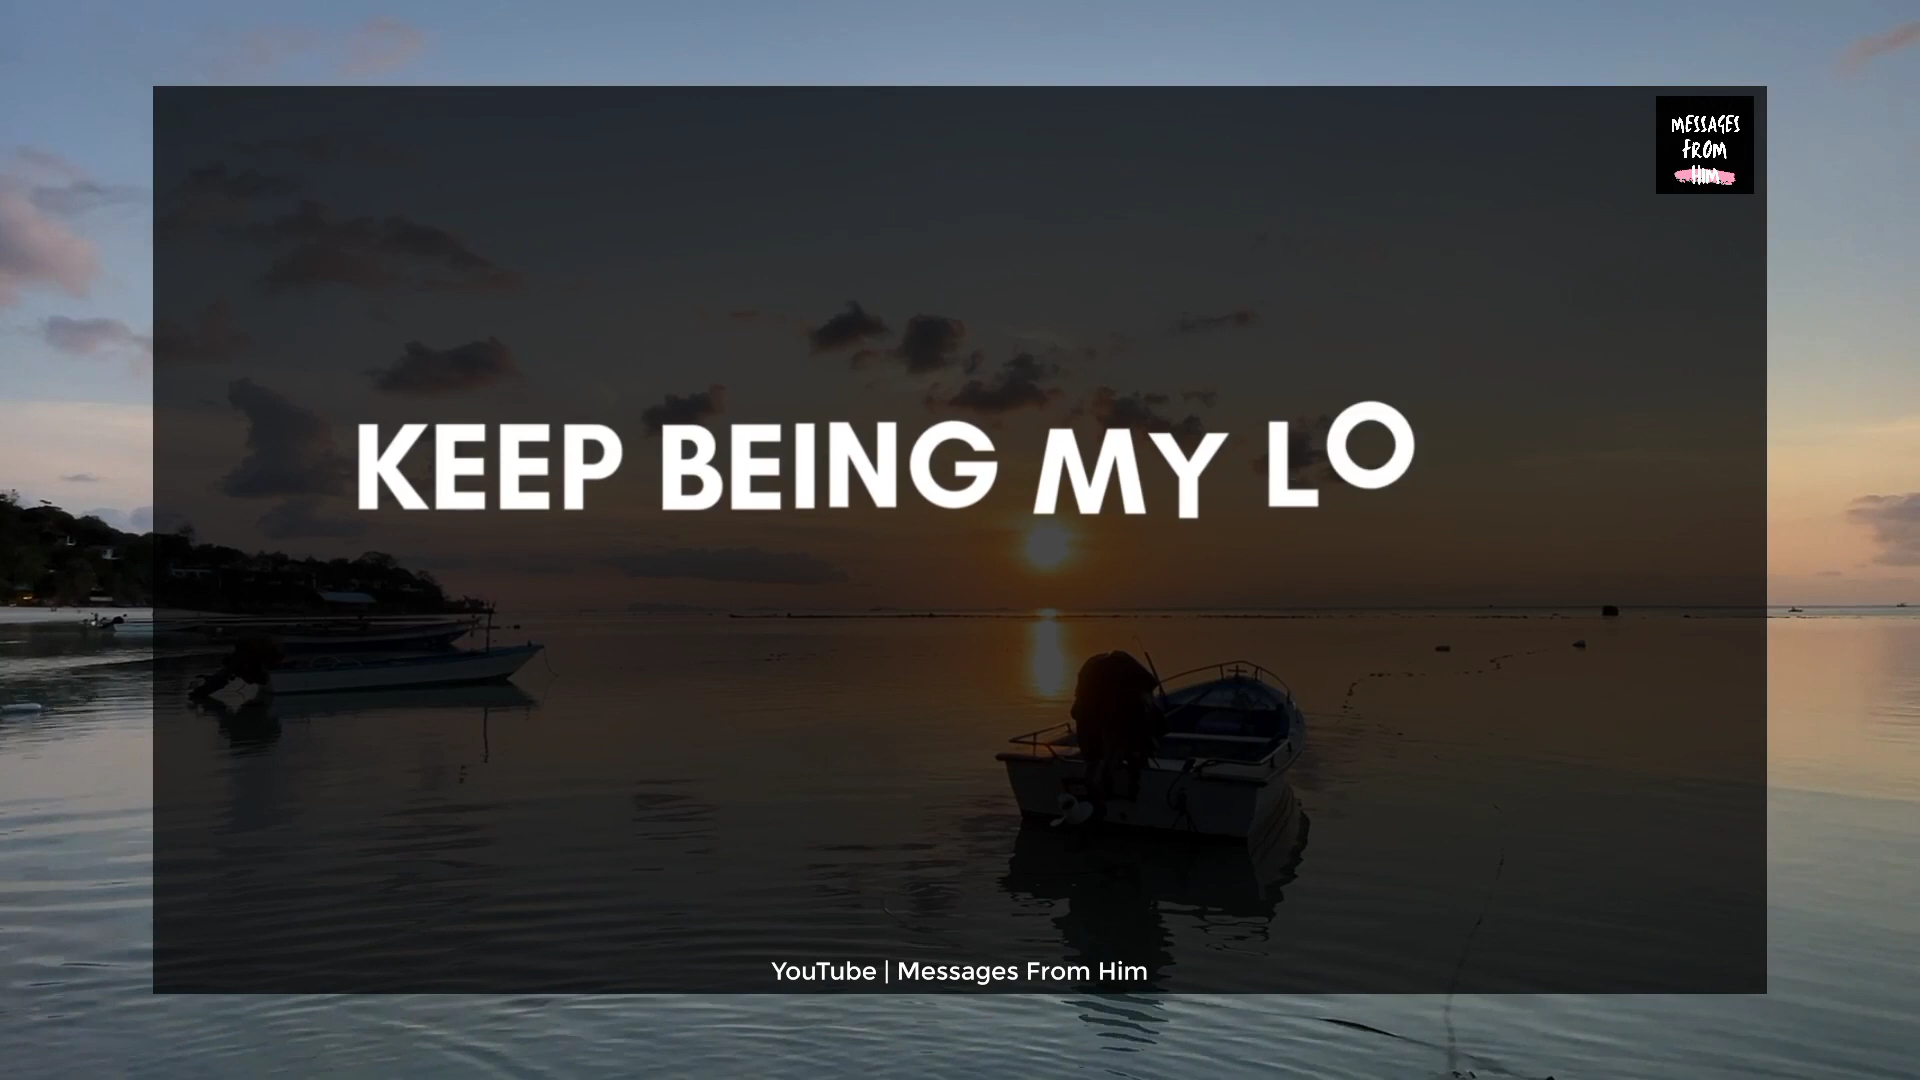 MESSAGES
FROM
HIM
KEEP BEING MY LO
YouTube | Messages From Him